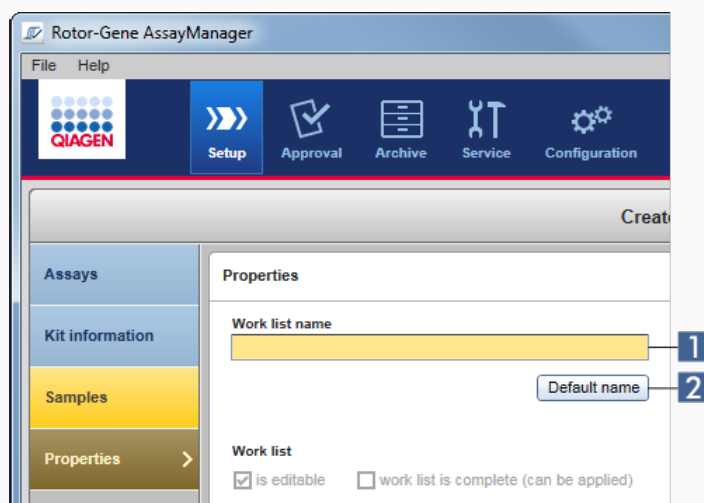 Rotor-Gene AssayManager
File Help
QIAGEN
Setup Approval Archive Service Configuration
Assays
Properties
Work list name
1
Kit information
Default name
2
Samples
Properties
Work list
is editable work list is complete (can be applied)